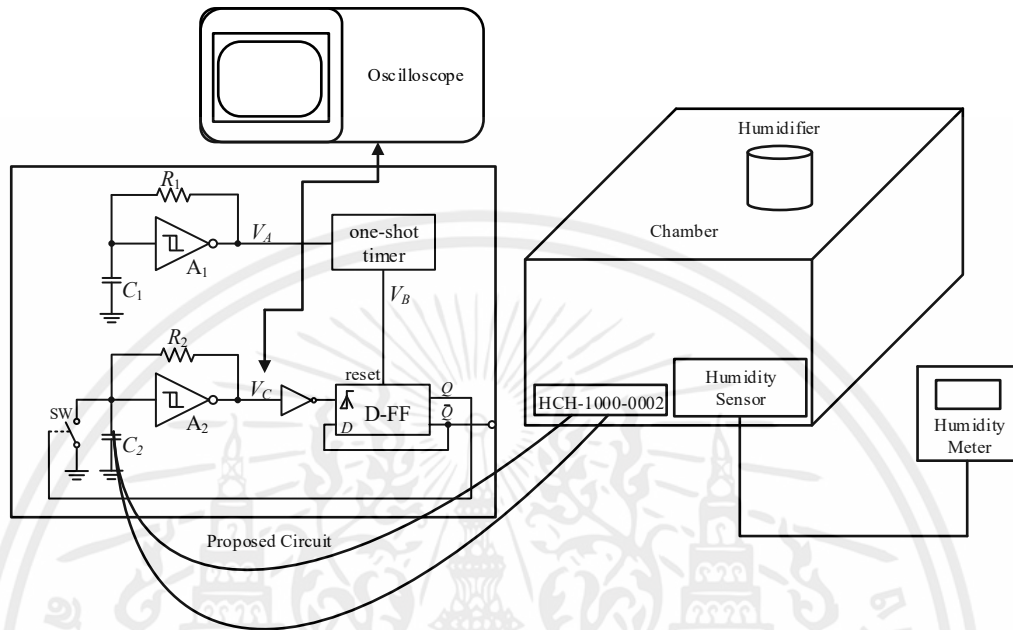 Oscilloscope
Humidifier
Chamber
R1
VA
A1
C1
one-shot
timer
VB
R2
VC
A2
SW
C2
reset
D-FF
D
Q
Q̅
HCH-1000-0002
Humidity
Sensor
Humidity
Meter
Proposed Circuit